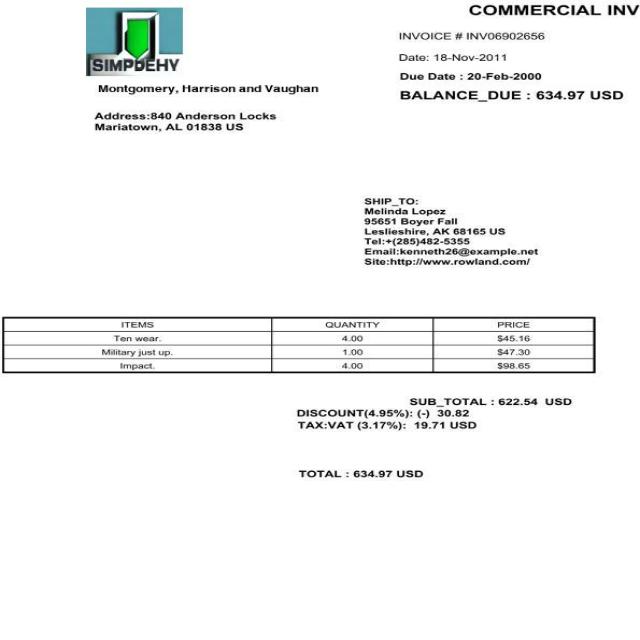 COMMERCIAL INV
SIMPDEHY
INVOICE # INV06902656
Date: 18-Nov-2011
Due Date : 20-Feb-2000
Montgomery, Harrison and Vaughan
BALANCE_DUE : 634.97 USD
Address:840 Anderson Locks
Mariatown, AL 01838 US
SHIP_TO:
Melinda Lopez
95651 Boyer Fall
Leslieshire, AK 68165 US
Tel:+(285)482-5355
Email:kenneth26@example.net
Site:http://www.rowland.com/
ITEMS QUANTITY PRICE
Ten wear. 4.00 $45.16
Military just up. 1.00 $47.30
Impact. 4.00 $98.65
SUB_TOTAL : 622.54 USD
DISCOUNT(4.95%): (-) 30.82
TAX:VAT (3.17%): 19.71 USD
TOTAL : 634.97 USD